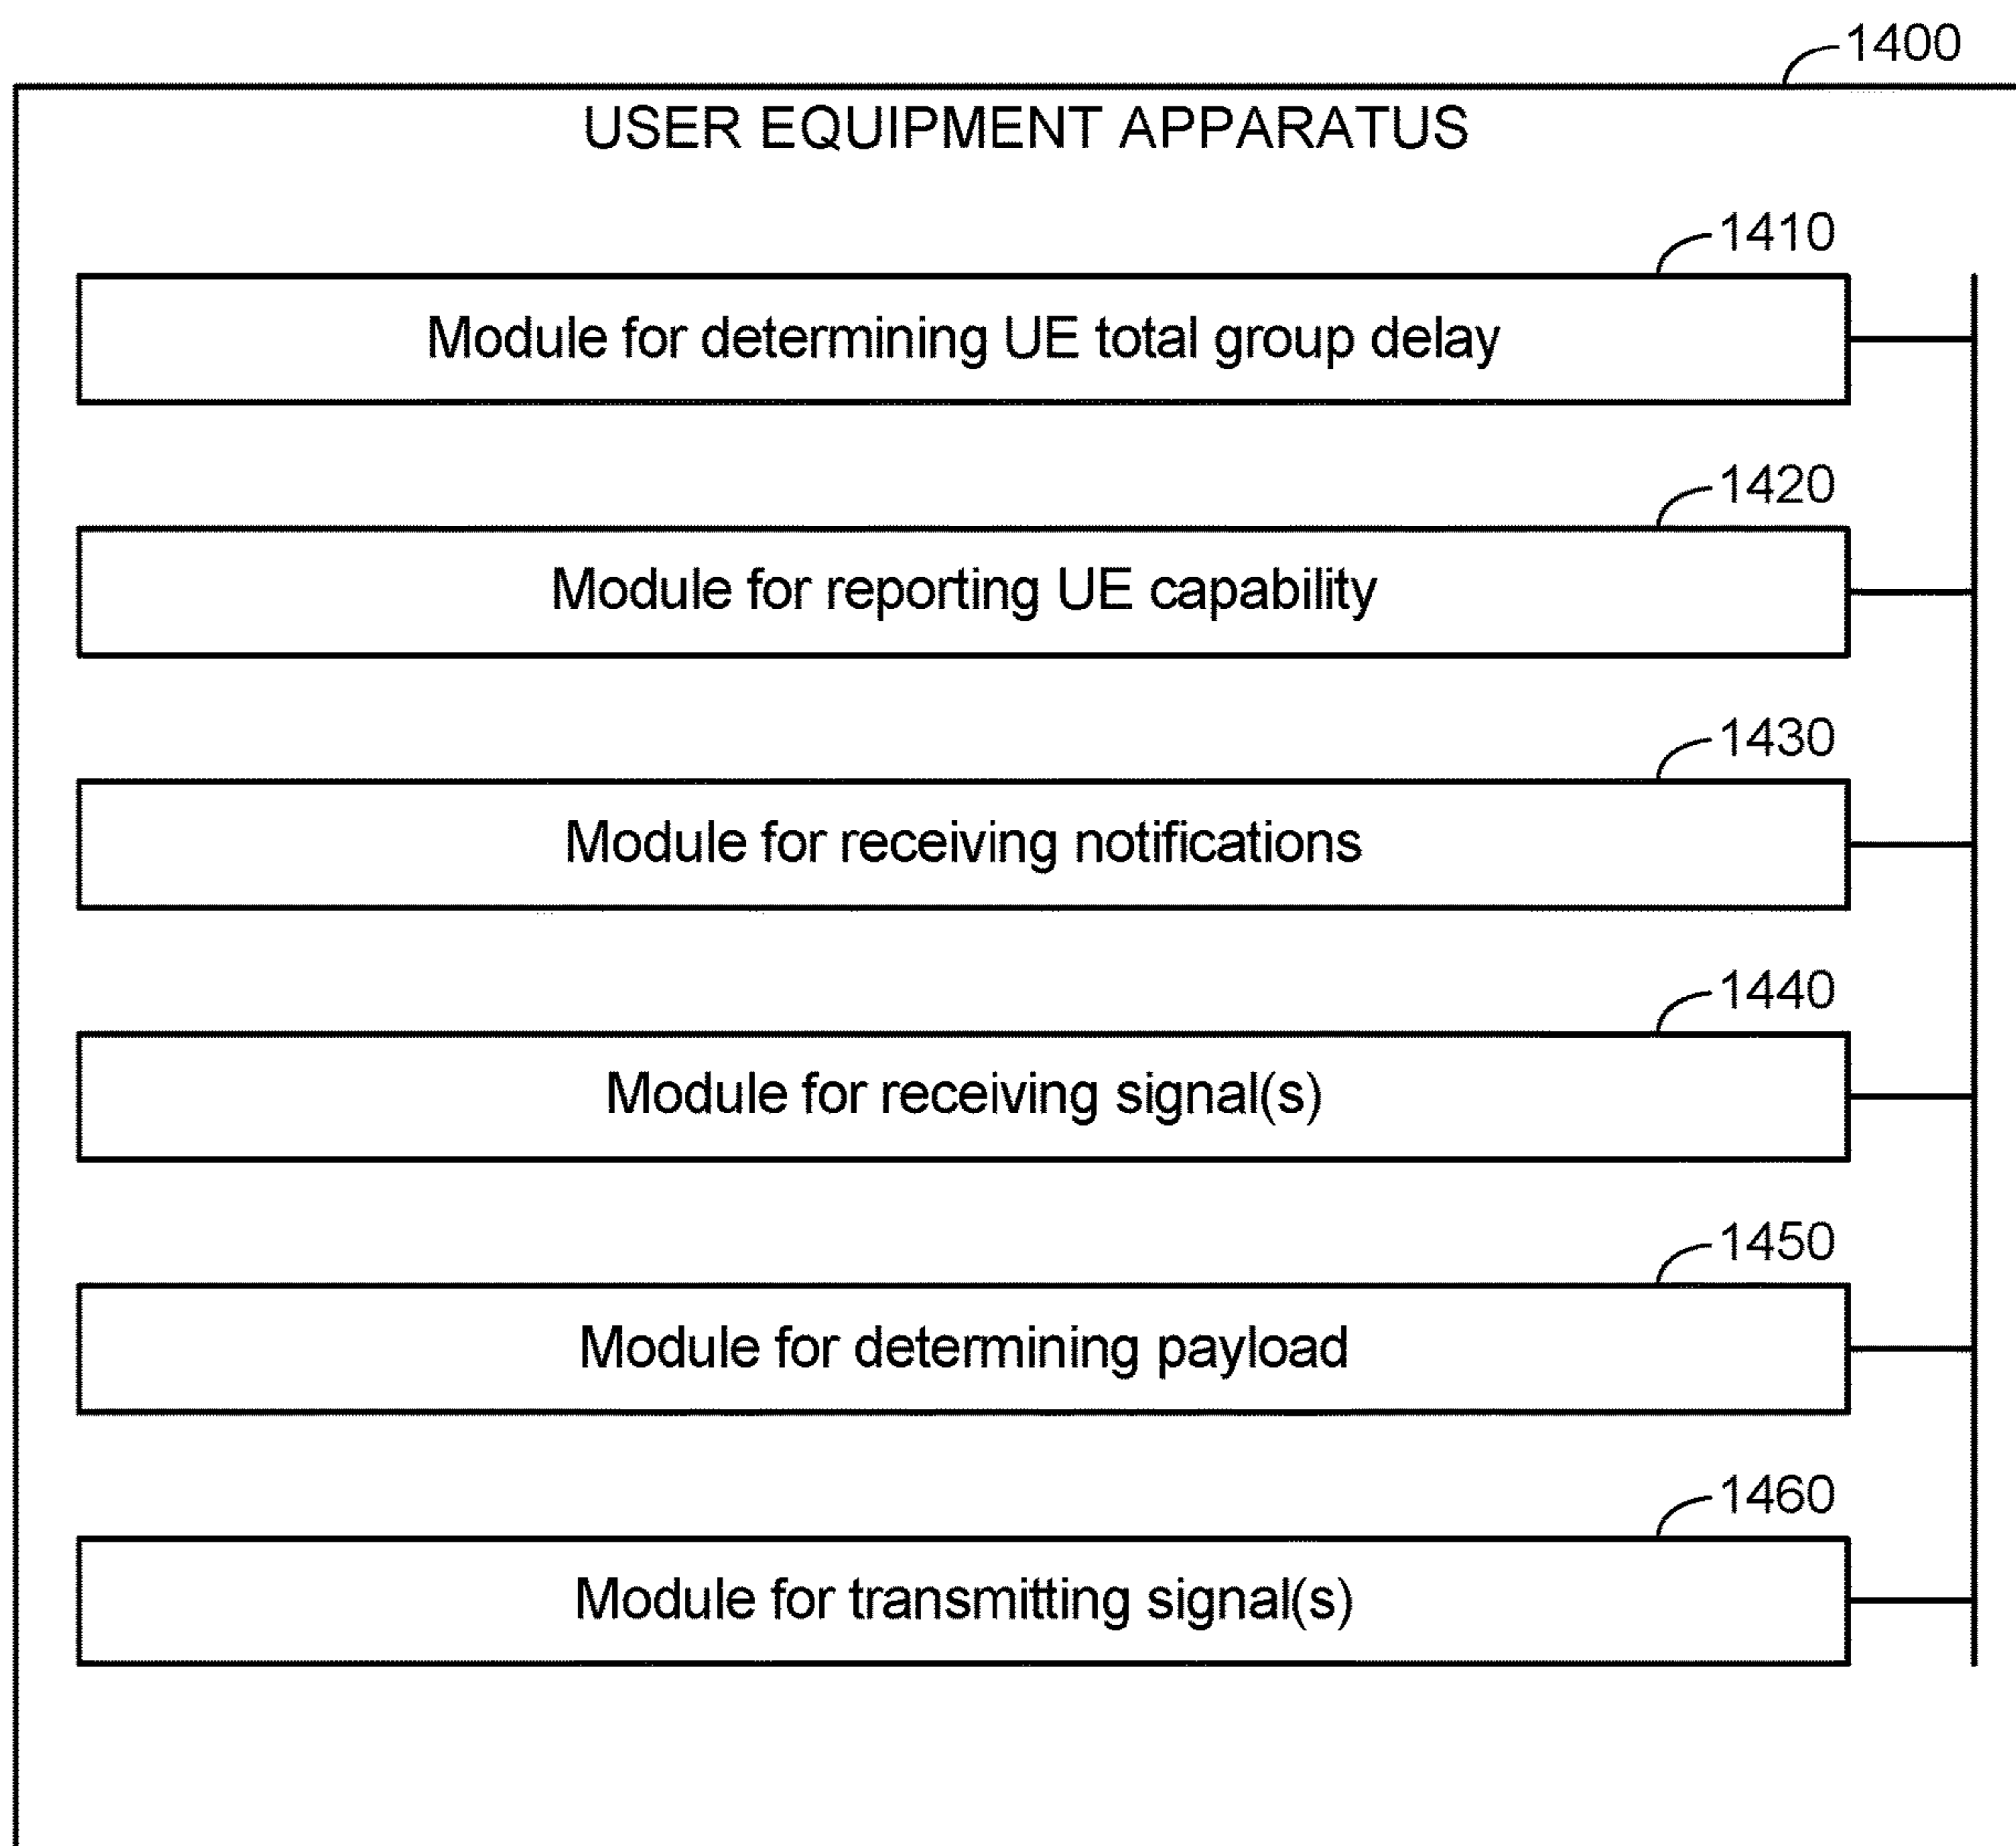 1400
USER EQUIPMENT APPARATUS
1410
Module for determining UE total group delay
1420
Module for reporting UE capability
1430
Module for receiving notifications
1440
Module for receiving signal(s)
1450
Module for determining payload
1460
Module for transmitting signal(s)